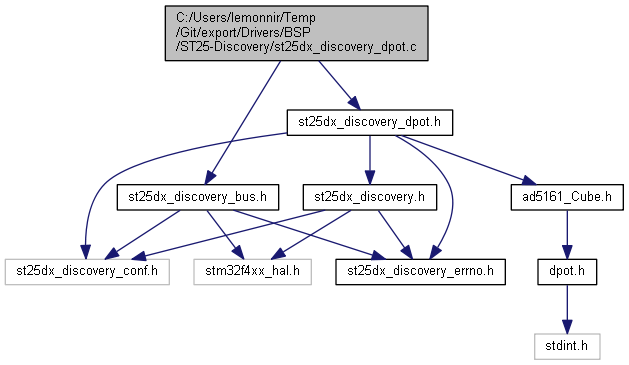 C:/Users/lemonnir/Temp
/Git/export/Drivers/BSP
/ST25-Discovery/st25dx_discovery_dpot.c
st25dx_discovery_dpot.h
st25dx_discovery_bus.h
st25dx_discovery.h
ad5161_Cube.h
st25dx_discovery_conf.h
stm32f4xx_hal.h
st25dx_discovery_errno.h
dpot.h
stdint.h